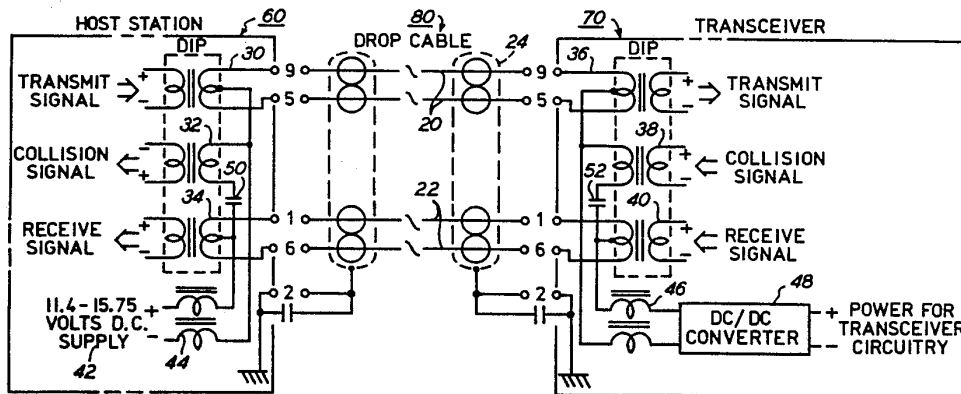 HOST STATION 60 80 70 TRANSCEIVER
DROP CABLE 24
DIP 30 36 DIP
TRANSMIT SIGNAL + - 9 9 + - TRANSMIT SIGNAL
5 5
20
32 38
COLLISION SIGNAL - + 50 52 + - COLLISION SIGNAL
34 22 40
RECEIVE SIGNAL + - 1 1 + - RECEIVE SIGNAL
6 6
2 2
46 48
11.4-15.75 VOLTS D.C. SUPPLY + -
42 44
DC/DC CONVERTER + - POWER FOR TRANSCEIVER CIRCUITRY